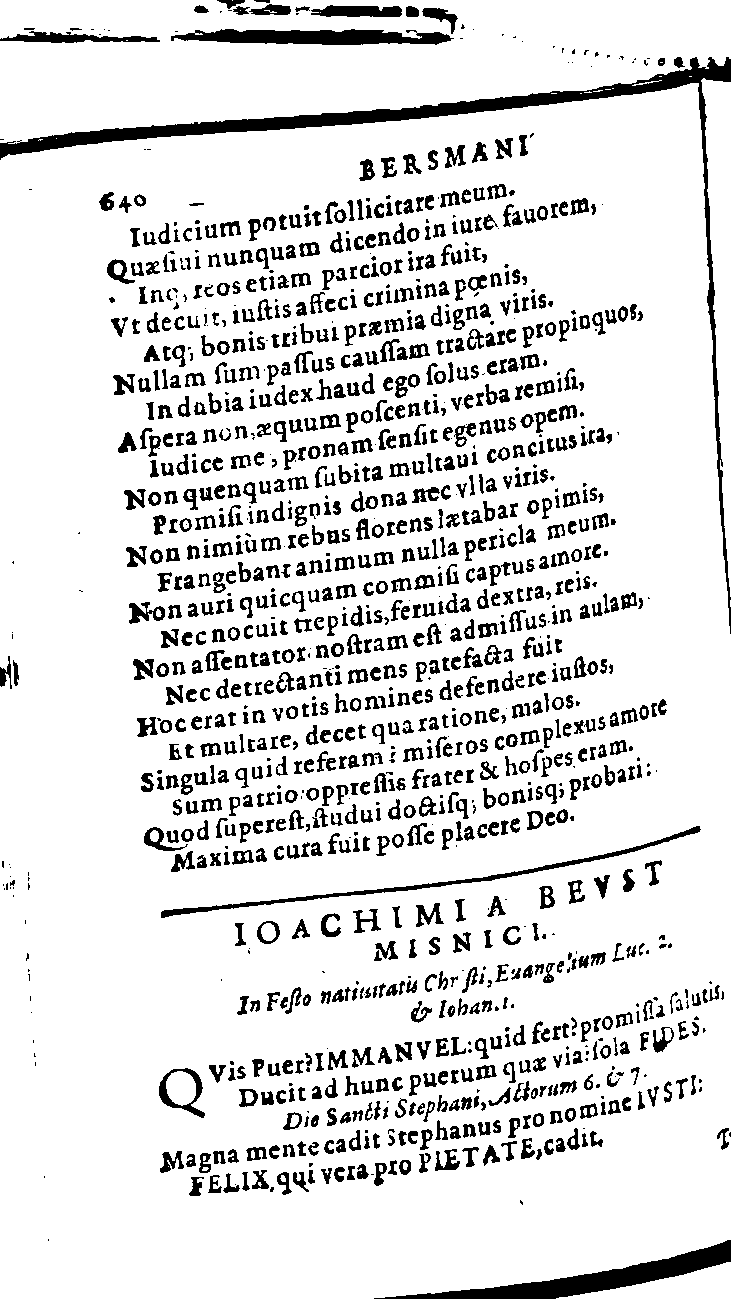 640
BERSMANI
Iudicium potuit ſollicitare meum.
Quæſiui nunquam dicendo in iure fauorem,
Inq; reos etiam parcior ira fuit,
Vt decuit, iuſtis affeci crimina pœnis,
Atq; bonis tribui præmia digna viris.
Nullam ſum paſſus cauſſam tractare propinquos,
In dubia iudex haud ego ſolus eram.
Aſpera non, æquum poſcenti, verba remiſi,
Iudice me, pronam ſenſit egenus opem.
Non quenquam ſubita multaui concitus ira,
Promiſi indignis dona nec vlla viris.
Non nimiùm rebus florens lætabar opimis,
Frangebant animum nulla pericla meum.
Non auri quicquam commiſi captus amore.
Nec nocuit trepidis, feruida dextra, reis.
Non aſſentator noſtram eſt admiſſus in aulam,
Nec detrectanti mens patefacta fuit
Hoc erat in votis homines defendere iuſtos,
Et multare, decet qua ratione, malos.
Singula quid referam? miſeros complexus amore
Sum patrio oppreſſis frater & hoſpes eram.
Quod ſupereſt, ſtudui doctiſq; boniſq; probari:
Maxima cura fuit poſſe placere Deo.
IOACHIMI A BEVST
MISNICI.
In Feſto natiuitatis Chriſti, Euangelium Luc. 2.
& Iohan. 1.
QVis Puer? IMMANVEL: quid fert? promiſſa ſalutis,
Ducit ad hunc puerum quæ via? ſola FIDES.
Die Sancti Stephani, Actorum 6. & 7.
Magna mente cadit Stephanus pro nomine IVSTI:
FELIX, qui vera pro PIETATE, cadit.